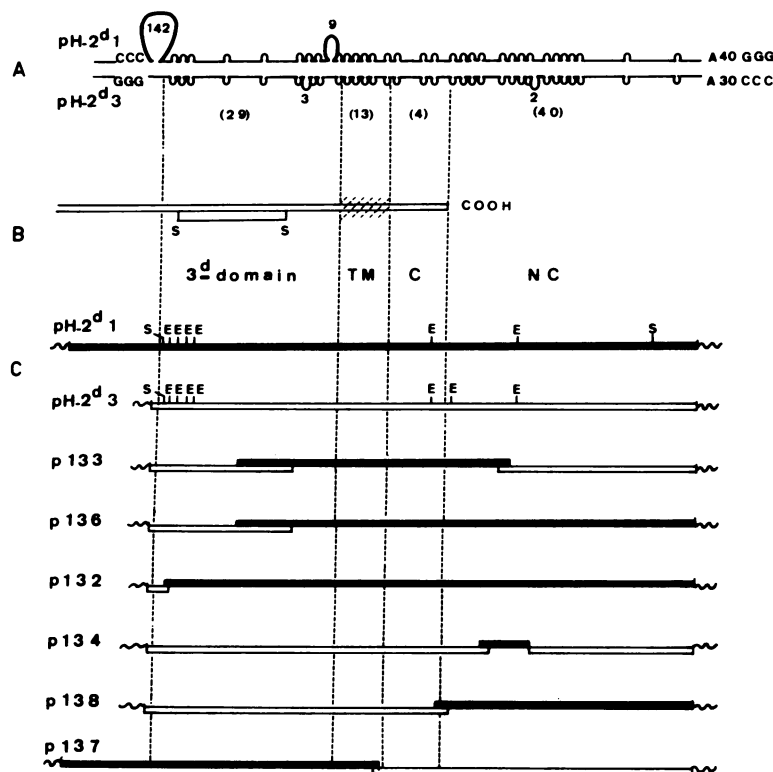 142
9
pH-2d1
CCC
A40 GGG
A
GGG
A30 CCC
pH-2d3
3
2
(29)
(13)
(4)
(40)
COOH
B
S
S
3d domain
TM
C
NC
pH-2d1
S E E E E
E
E
S
C
pH-2d3
S E E E E
E
E
E
p133
p136
p132
p134
p138
p137